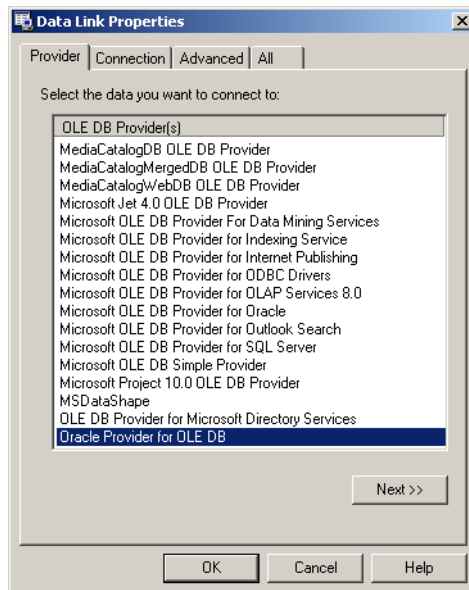 Data Link Properties
Provider Connection Advanced All
Select the data you want to connect to:
OLE DB Provider(s)
MediaCatalogDB OLE DB Provider
MediaCatalogMergedDB OLE DB Provider
MediaCatalogWebDB OLE DB Provider
Microsoft Jet 4.0 OLE DB Provider
Microsoft OLE DB Provider For Data Mining Services
Microsoft OLE DB Provider for Indexing Service
Microsoft OLE DB Provider for Internet Publishing
Microsoft OLE DB Provider for ODBC Drivers
Microsoft OLE DB Provider for OLAP Services 8.0
Microsoft OLE DB Provider for Oracle
Microsoft OLE DB Provider for Outlook Search
Microsoft OLE DB Provider for SQL Server
Microsoft OLE DB Simple Provider
Microsoft Project 10.0 OLE DB Provider
MSDataShape
OLE DB Provider for Microsoft Directory Services
Oracle Provider for OLE DB
Next >>
OK Cancel Help